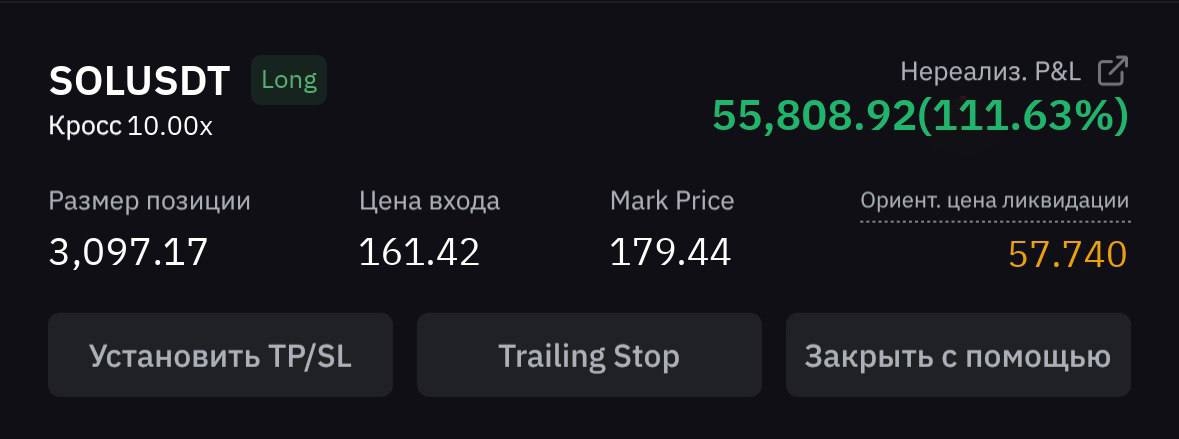 SOLUSDT Long
Нереализ. P&L
Кросс 10.00x
55,808.92(111.63%)
Размер позиции Цена входа Mark Price Ориент. цена ликвидации
3,097.17 161.42 179.44 57.740
Установить TP/SL Trailing Stop Закрыть с помощью